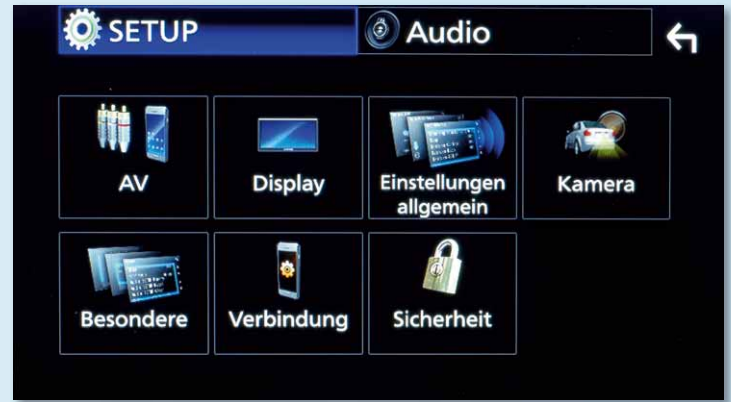 SETUP
Audio
AV
Display
Einstellungen
allgemein
Kamera
Besondere
Verbindung
Sicherheit